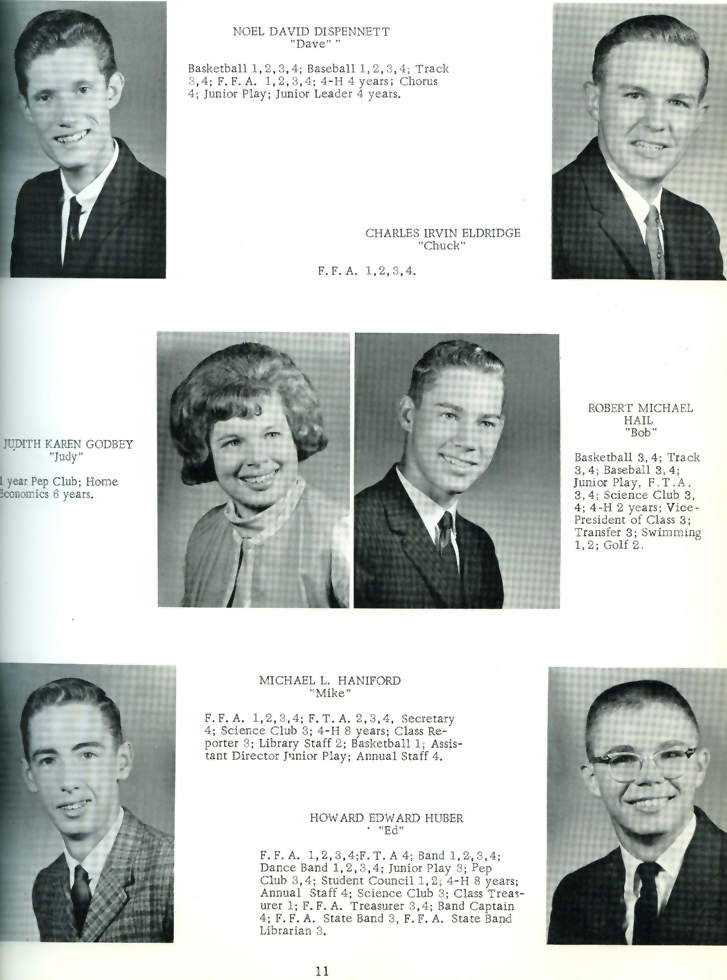 NOEL DAVID DISPENNETT
"Dave" "
Basketball 1,2,3,4; Baseball 1,2,3,4; Track
3,4; F.F.A. 1,2,3,4; 4-H 4 years; Chorus
4; Junior Play; Junior Leader 4 years.
CHARLES IRVIN ELDRIDGE
"Chuck"
F.F.A. 1,2,3,4.
JUDITH KAREN GODBEY
"Judy"
1 year Pep Club; Home
Economics 6 years.
ROBERT MICHAEL
HAIL
"Bob"
Basketball 3,4; Track
3,4; Baseball 3,4;
Junior Play, F.T.A.
3,4; Science Club 3,
4; 4-H 2 years; Vice-
President of Class 3;
Transfer 3; Swimming
1,2; Golf 2.
MICHAEL L. HANIFORD
"Mike"
F.F.A. 1,2,3,4; F.T.A. 2,3,4, Secretary
4; Science Club 3; 4-H 8 years; Class Re-
porter 3; Library Staff 2; Basketball 1; Assis-
tant Director Junior Play; Annual Staff 4.
HOWARD EDWARD HUBER
"Ed"
F.F.A. 1,2,3,4;F.T.A 4; Band 1,2,3,4;
Dance Band 1,2,3,4; Junior Play 3; Pep
Club 3,4; Student Council 1,2; 4-H 8 years;
Annual Staff 4; Science Club 3; Class Treas-
urer 1; F.F.A. Treasurer 3,4; Band Captain
4; F.F.A. State Band 3, F.F.A. State Band
Librarian 3.
11